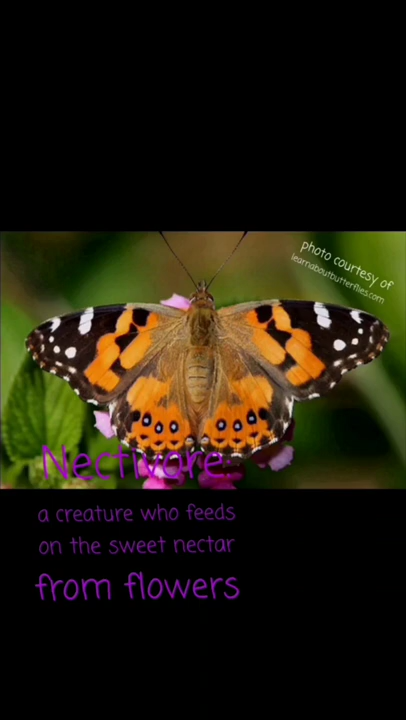 photo courtesy of
learnaboutbutterflies.com
Nectivore
a creature who feeds
on the sweet nectar
from flowers